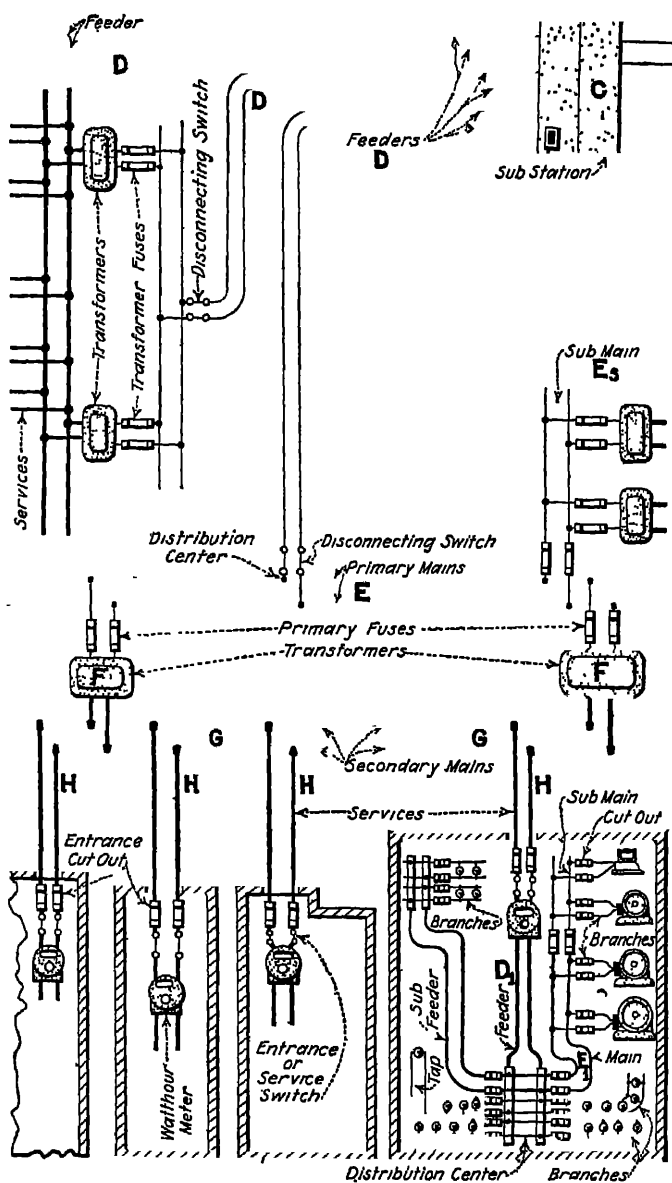 Feeder
D
D
C
Feeders
D
Sub Station
Disconnecting Switch
Transformers
Transformer Fuses
Services
Sub Main
E5
Distribution
Center
Disconnecting Switch
Primary Mains
E
Primary Fuses
Transformers
F
F
G
G
H
H
H
H
Secondary Mains
Services
Entrance
Cut Out
Sub Main
Cut Out
Branches
Branches
D1
Sub
Feeder
Feeder
Tap
Main
Entrance
or
Service
Switch
Watthour
Meter
Distribution Center
Branches